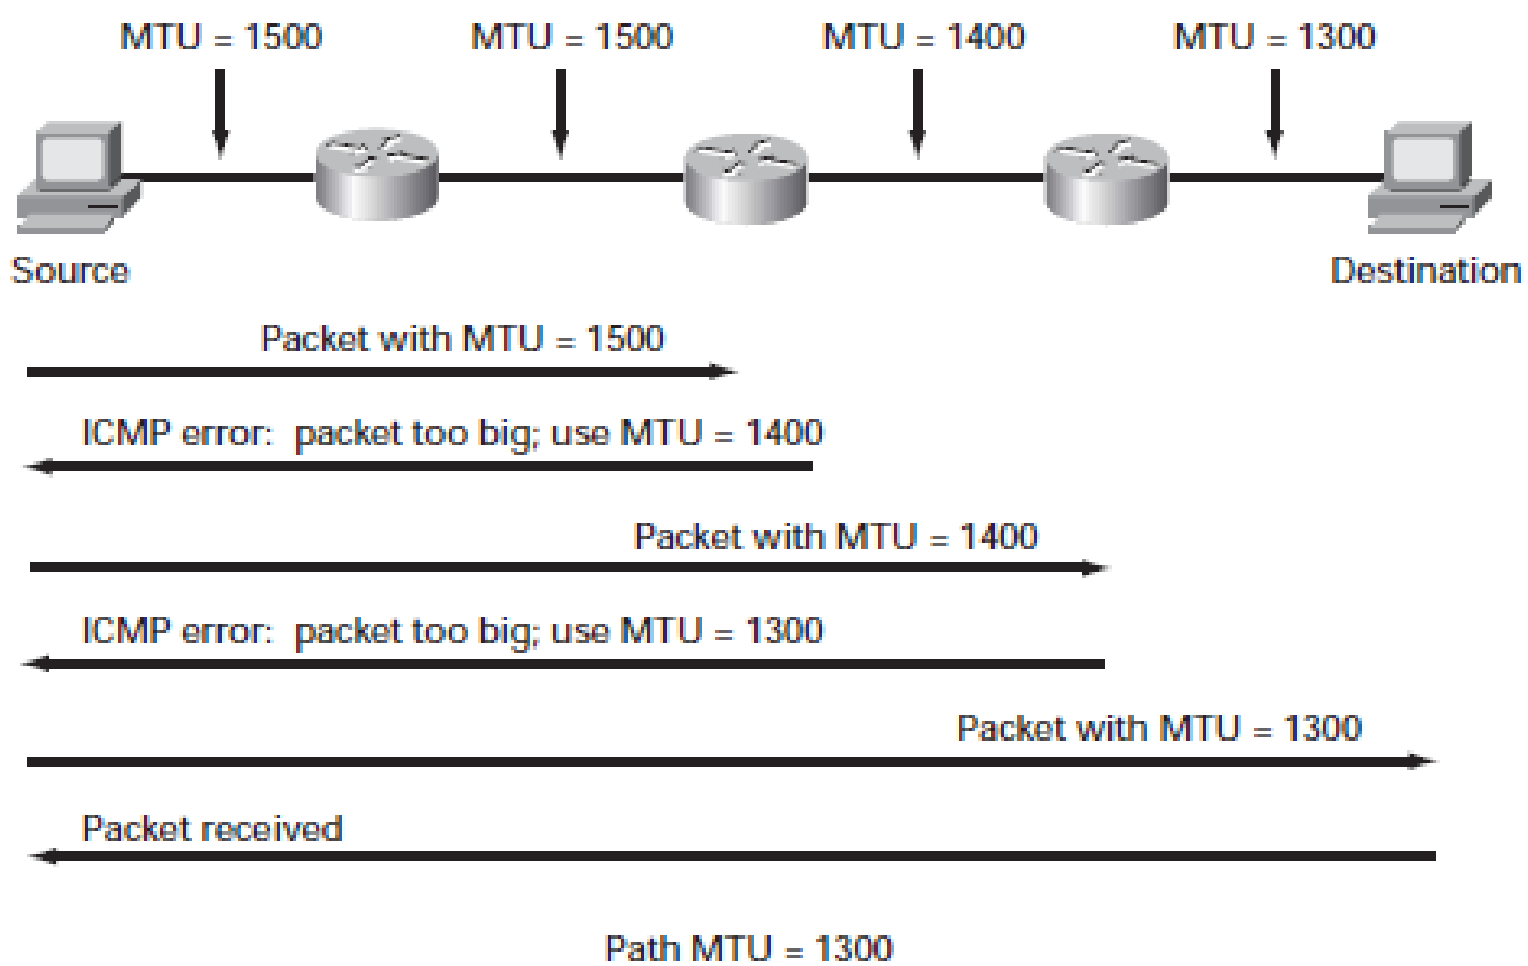 MTU = 1500 MTU = 1500 MTU = 1400 MTU = 1300
Source Destination
Packet with MTU = 1500
ICMP error: packet too big; use MTU = 1400
Packet with MTU = 1400
ICMP error: packet too big; use MTU = 1300
Packet with MTU = 1300
Packet received
Path MTU = 1300